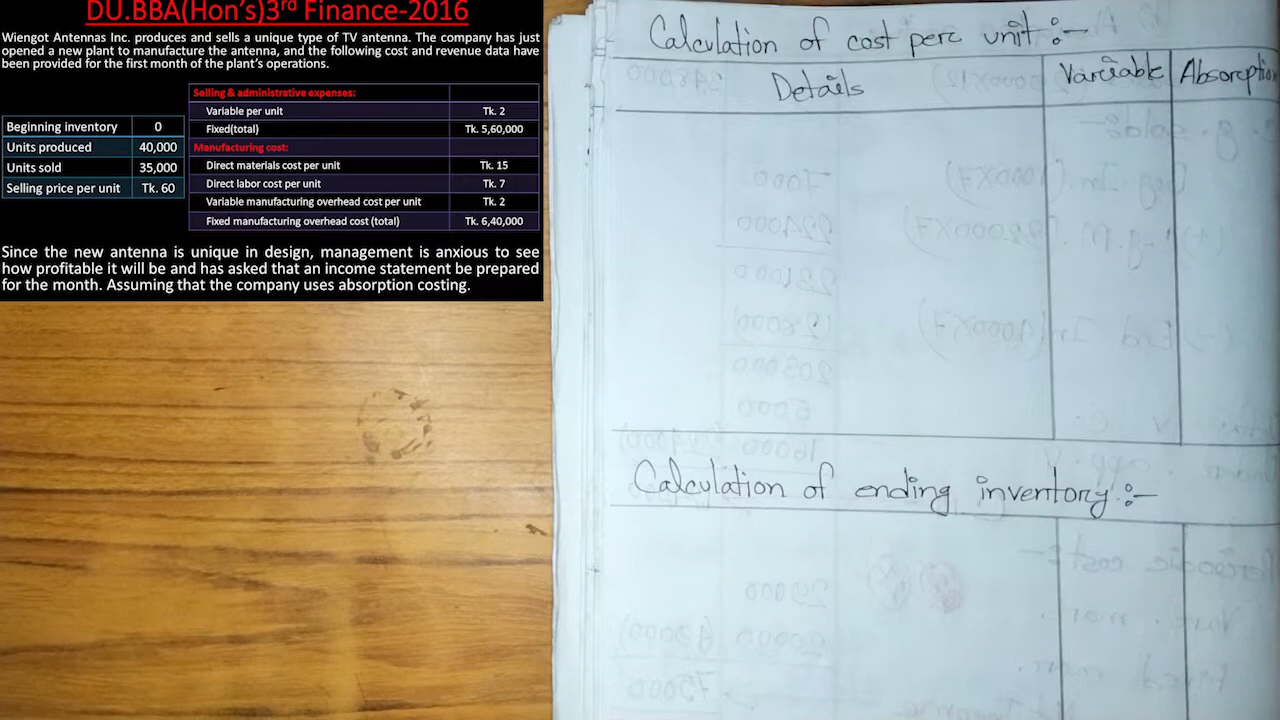 DU.BBA(Hon’s)3rd Finance-2016
Wiengot Antennas Inc. produces and sells a unique type of TV antenna. The company has just
opened a new plant to manufacture the antenna, and the following cost and revenue data have
been provided for the first month of the plant’s operations.
Beginning inventory 0
Units produced 40,000
Units sold 35,000
Selling price per unit Tk. 60
Selling & administrative expenses:
Variable per unit Tk. 2
Fixed(total) Tk. 5,60,000
Manufacturing cost:
Direct materials cost per unit Tk. 15
Direct labor cost per unit Tk. 7
Variable manufacturing overhead cost per unit Tk. 2
Fixed manufacturing overhead cost (total) Tk. 6,40,000
Since the new antenna is unique in design, management is anxious to see
how profitable it will be and has asked that an income statement be prepared
for the month. Assuming that the company uses absorption costing.
Calculation of cost per unit :-
Details Variable Absorption
Calculation of ending inventory :-